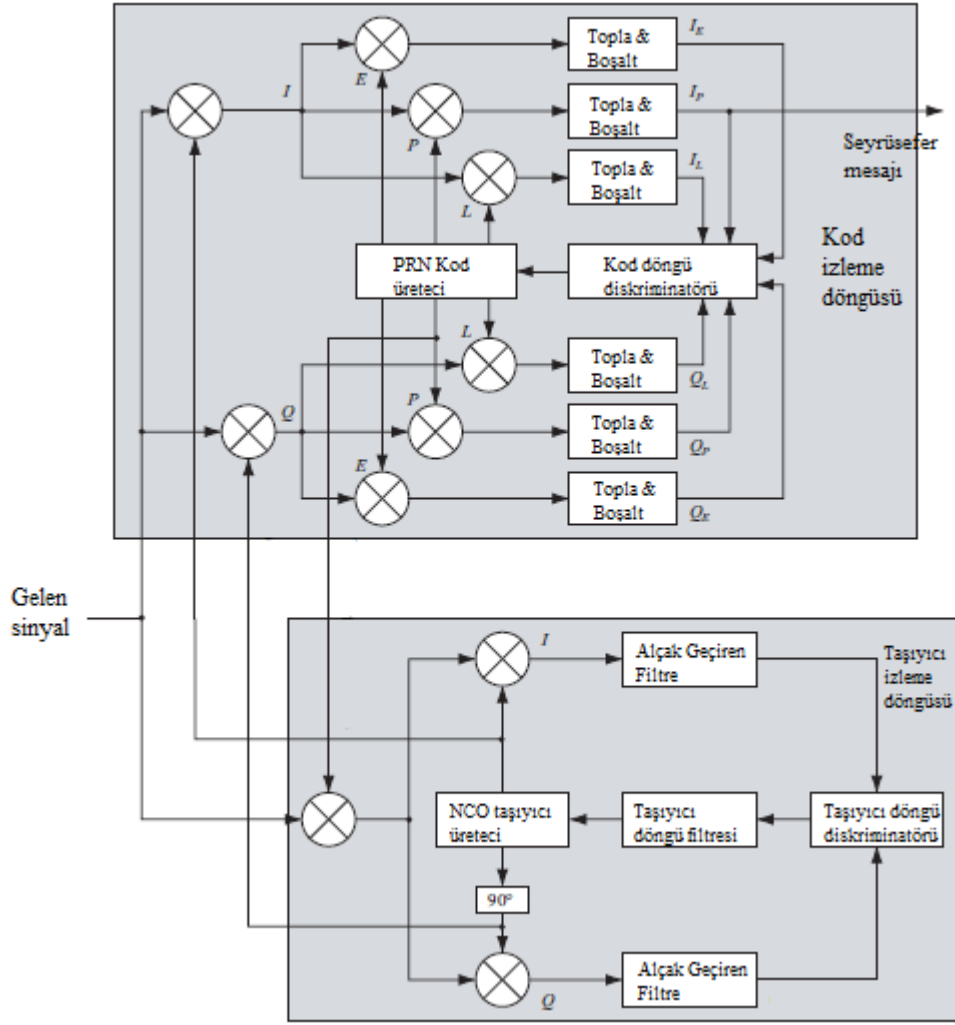 I
E
Topla &
Boşalt
I_E
P
Topla &
Boşalt
I_P
Seyrüsefer
mesajı
L
Topla &
Boşalt
I_L
PRN Kod
üreteci
Kod döngü
diskriminatörü
Kod
izleme
döngüsü
L
Topla &
Boşalt
Q_L
Q
P
Topla &
Boşalt
Q_P
E
Topla &
Boşalt
Q_E
Gelen
sinyal
I
Alçak Geçiren
Filtre
Taşıyıcı
izleme
döngüsü
NCO taşıyıcı
üreteci
Taşıyıcı
döngü filtresi
Taşıyıcı döngü
diskriminatörü
90°
Q
Alçak Geçiren
Filtre